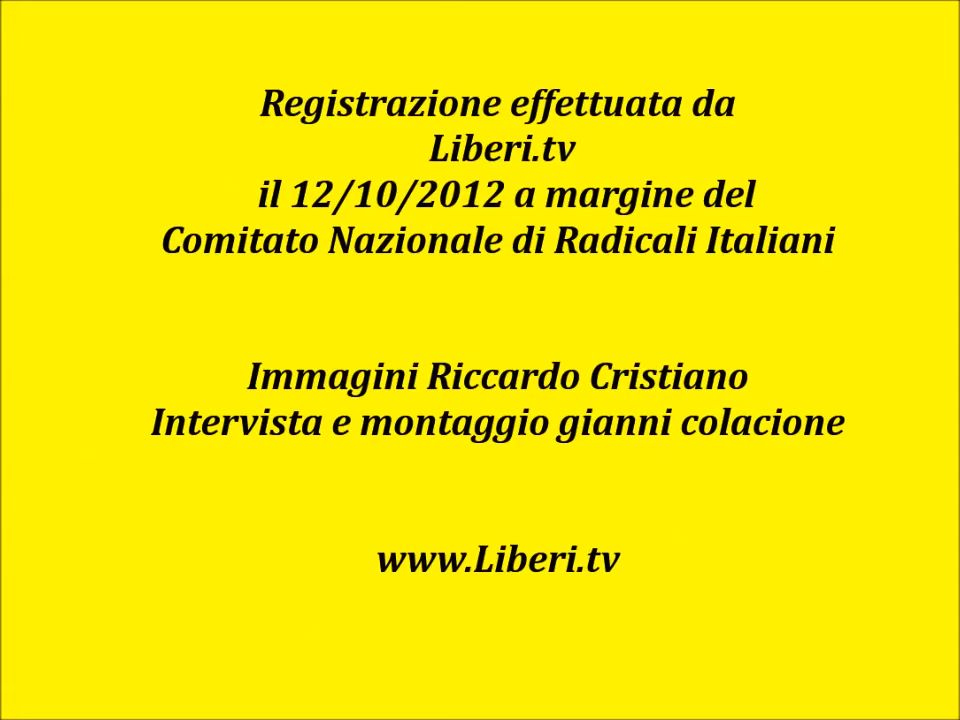 Registrazione effettuata da
Liberi.tv
il 12/10/2012 a margine del
Comitato Nazionale di Radicali Italiani
Immagini Riccardo Cristiano
Intervista e montaggio gianni colacione
www.Liberi.tv